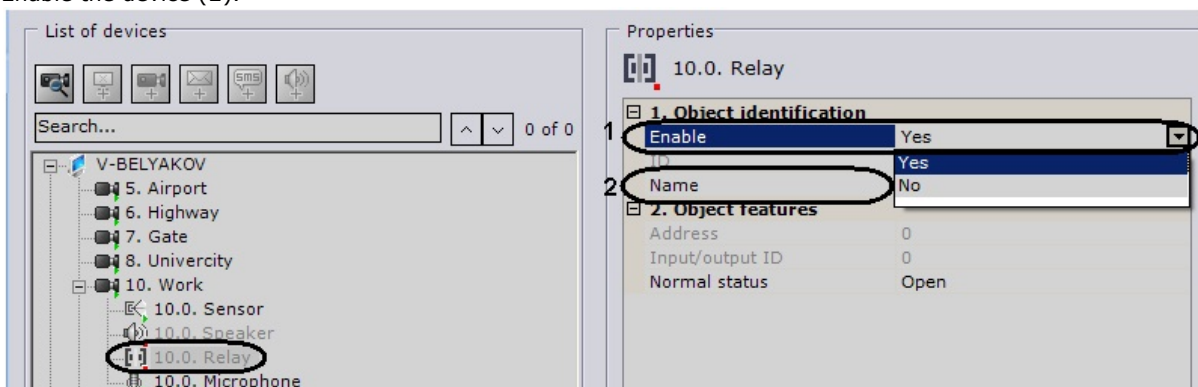 Enable the device (1).
List of devices
SMS
Search...
0 of 0
V-BELYAKOV
5. Airport
6. Highway
7. Gate
8. Univercity
10. Work
10.0. Sensor
10.0. Speaker
10.0. Relay
10.0. Microphone
Properties
10.0. Relay
1. Object identification
1 Enable Yes
ID Yes
2 Name No
2. Object features
Address 0
Input/output ID 0
Normal status Open